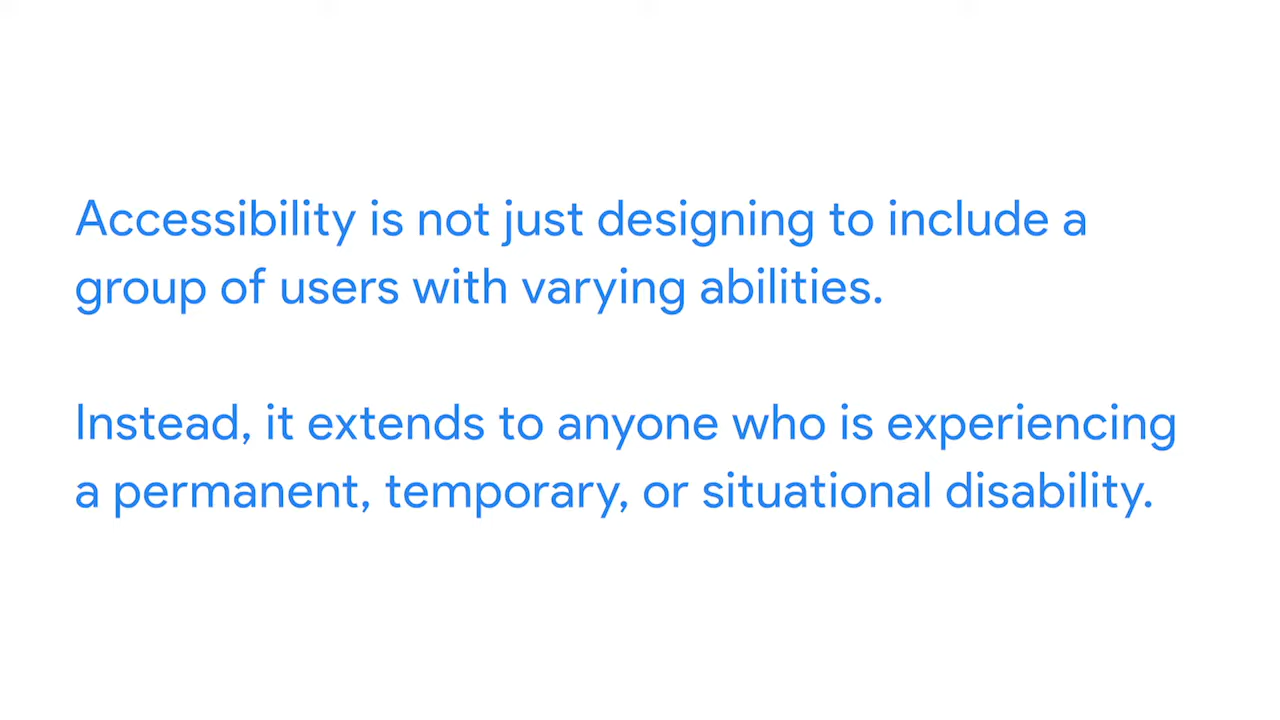 Accessibility is not just designing to include a
group of users with varying abilities.
Instead, it extends to anyone who is experiencing
a permanent, temporary, or situational disability.